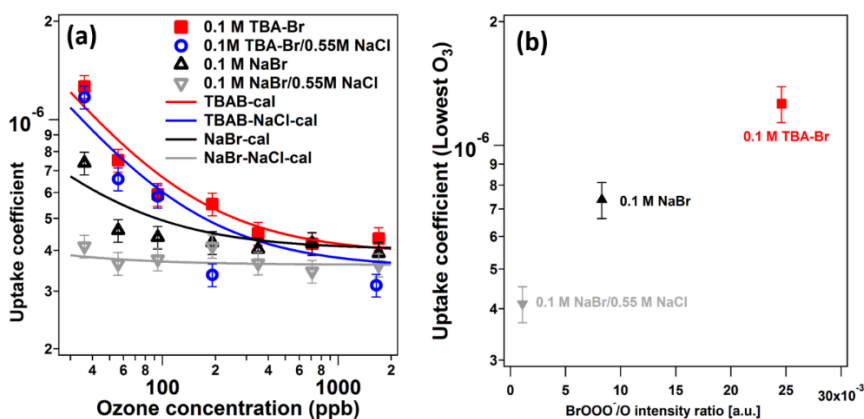 (a)
0.1 M TBA-Br
0.1M TBA-Br/0.55M NaCl
0.1 M NaBr
0.1 M NaBr/0.55M NaCl
TBAB-cal
TBAB-NaCl-cal
NaBr-cal
NaBr-NaCl-cal
Uptake coefficient
2
10⁻⁶
9
8
7
6
5
4
3
2
4 6 8 100 2 4 6 8 1000 2
Ozone concentration (ppb)
(b)
Uptake coefficient (Lowest O₃)
2
10⁻⁶
9
8
7
6
5
4
3
0.1 M TBA-Br
0.1 M NaBr
0.1 M NaBr/0.55 M NaCl
0 5 10 15 20 25 30x10⁻³
BrOOO⁻/O intensity ratio [a.u.]